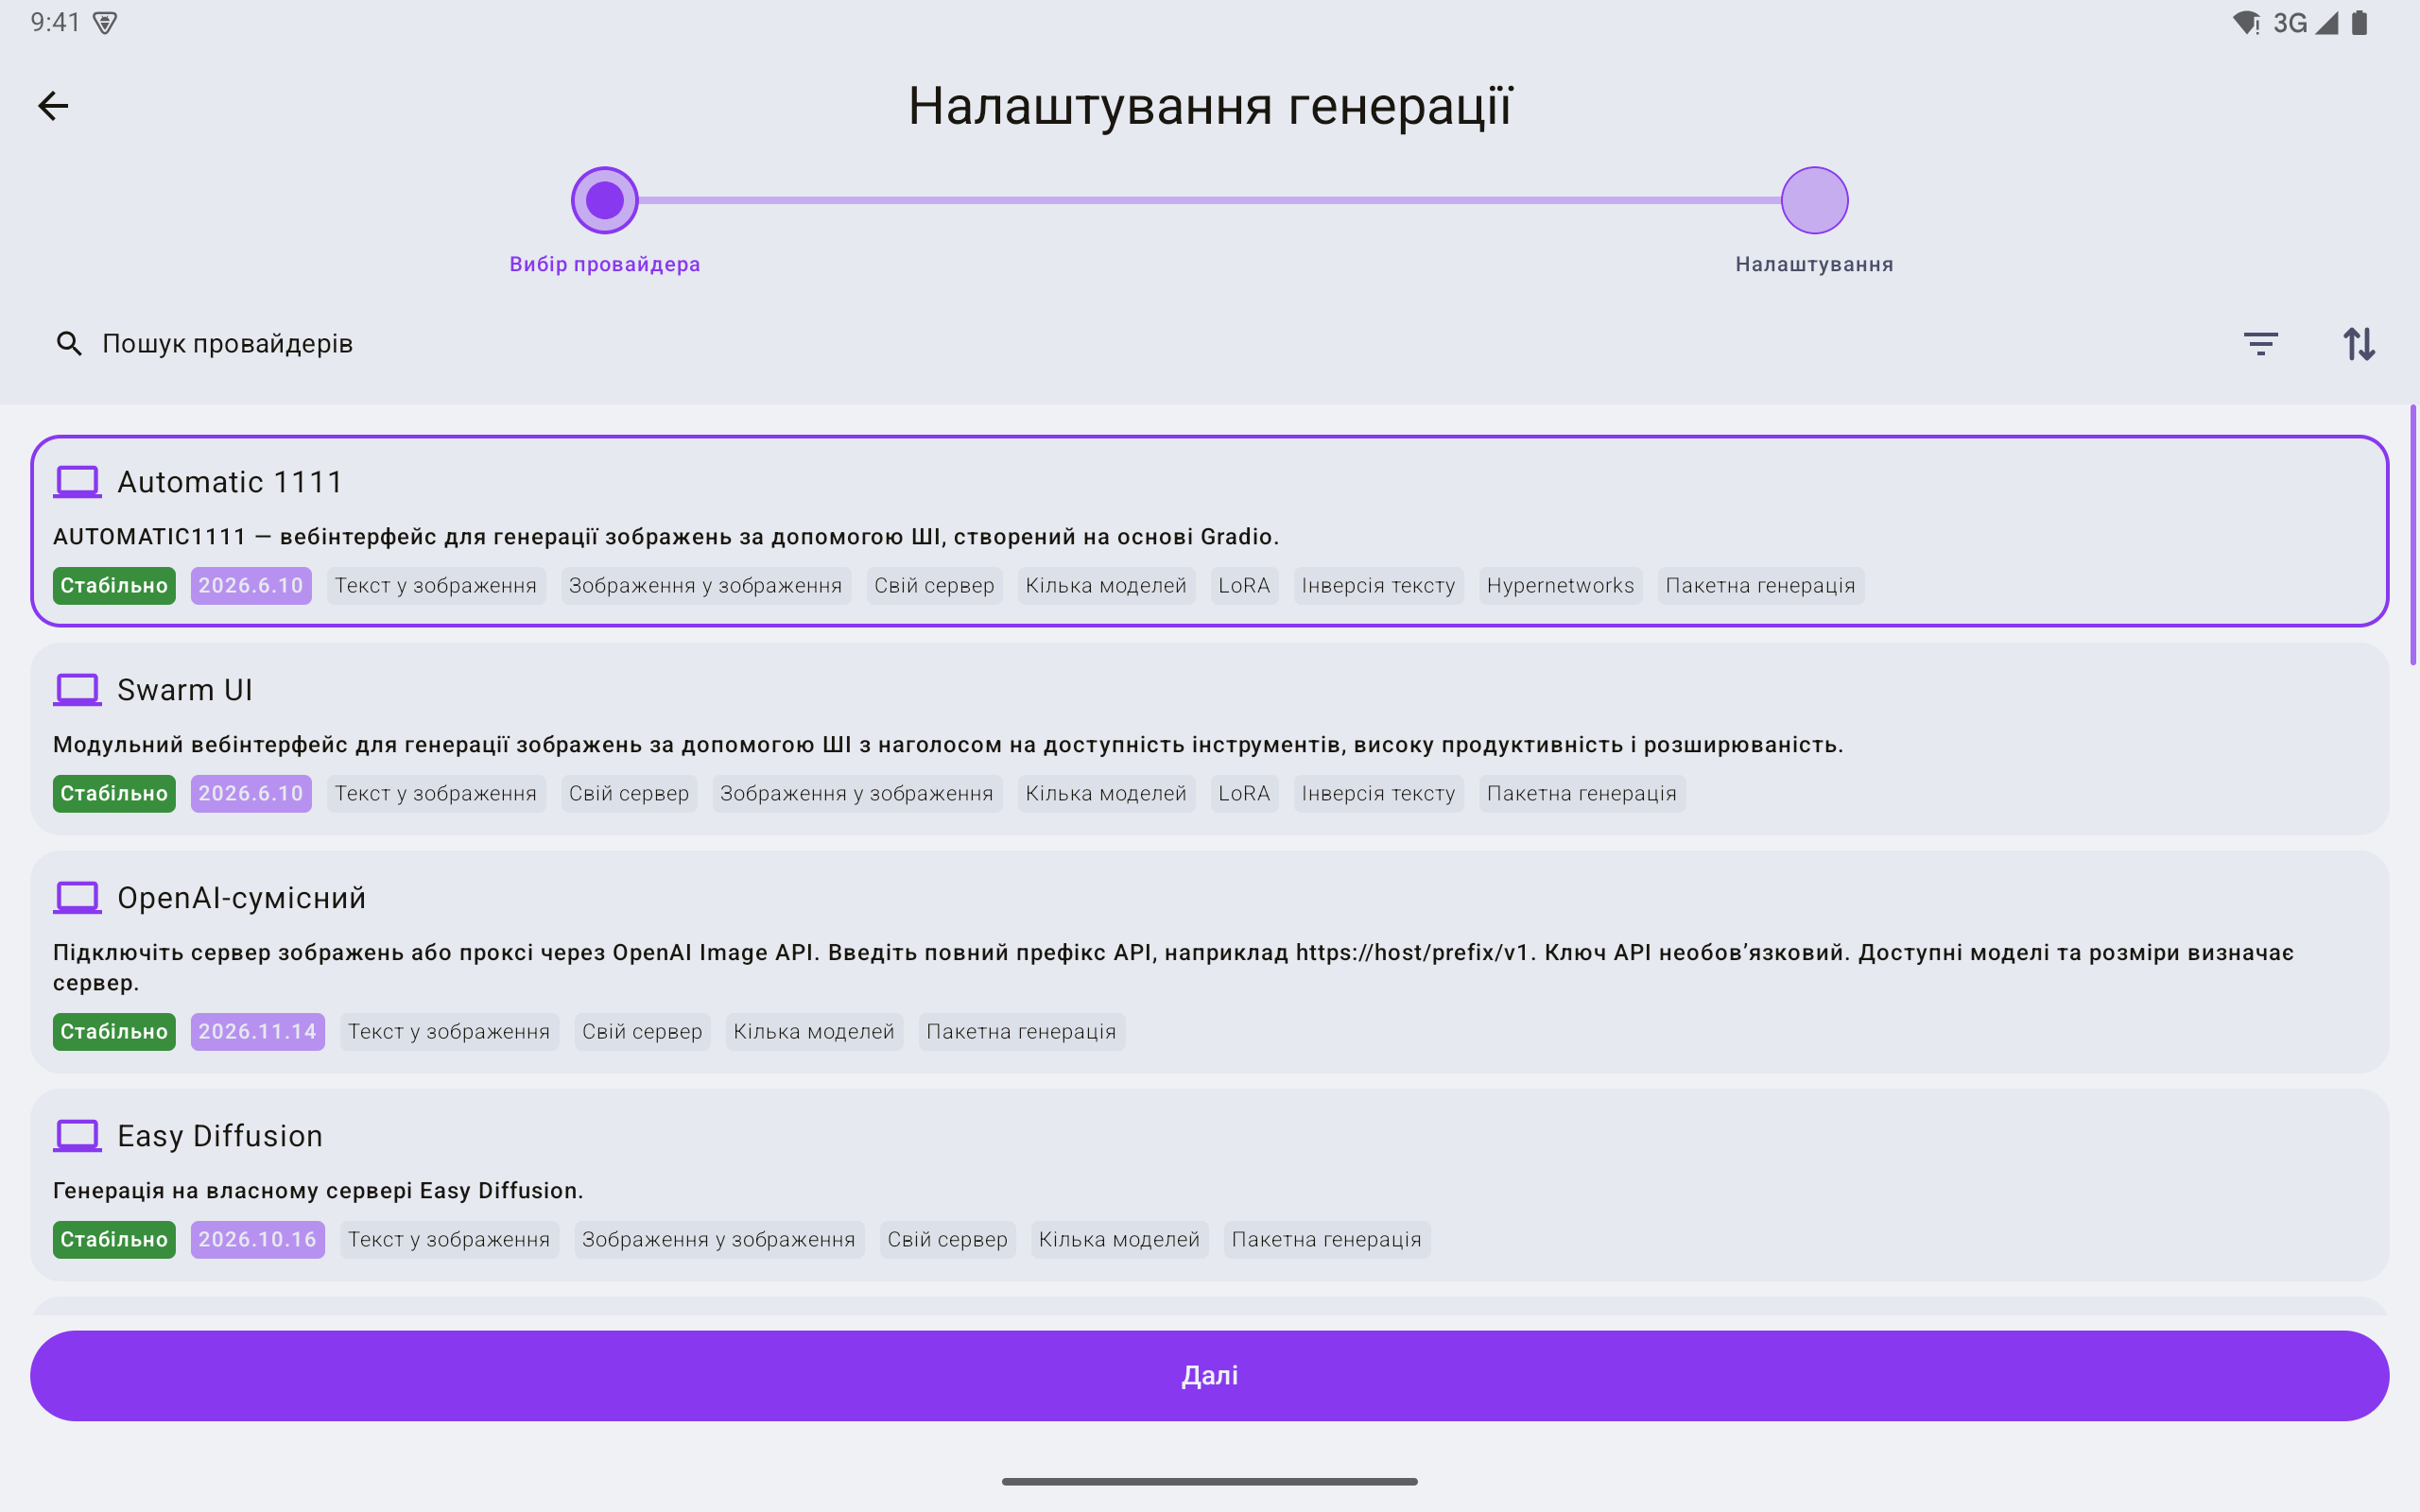 9:41
3G
Налаштування генерації
Вибір провайдера
Налаштування
Пошук провайдерів
Automatic 1111
AUTOMATIC1111 — вебінтерфейс для генерації зображень за допомогою ШІ, створений на основі Gradio.
Стабільно 2026.6.10 Текст у зображення Зображення у зображення Свій сервер Кілька моделей LoRA Інверсія тексту Hypernetworks Пакетна генерація
Swarm UI
Модульний вебінтерфейс для генерації зображень за допомогою ШІ з наголосом на доступність інструментів, високу продуктивність і розширюваність.
Стабільно 2026.6.10 Текст у зображення Свій сервер Зображення у зображення Кілька моделей LoRA Інверсія тексту Пакетна генерація
OpenAI-сумісний
Підключіть сервер зображень або проксі через OpenAI Image API. Введіть повний префікс API, наприклад https://host/prefix/v1. Ключ API необов’язковий. Доступні моделі та розміри визначає
сервер.
Стабільно 2026.11.14 Текст у зображення Свій сервер Кілька моделей Пакетна генерація
Easy Diffusion
Генерація на власному сервері Easy Diffusion.
Стабільно 2026.10.16 Текст у зображення Зображення у зображення Свій сервер Кілька моделей Пакетна генерація
Далі